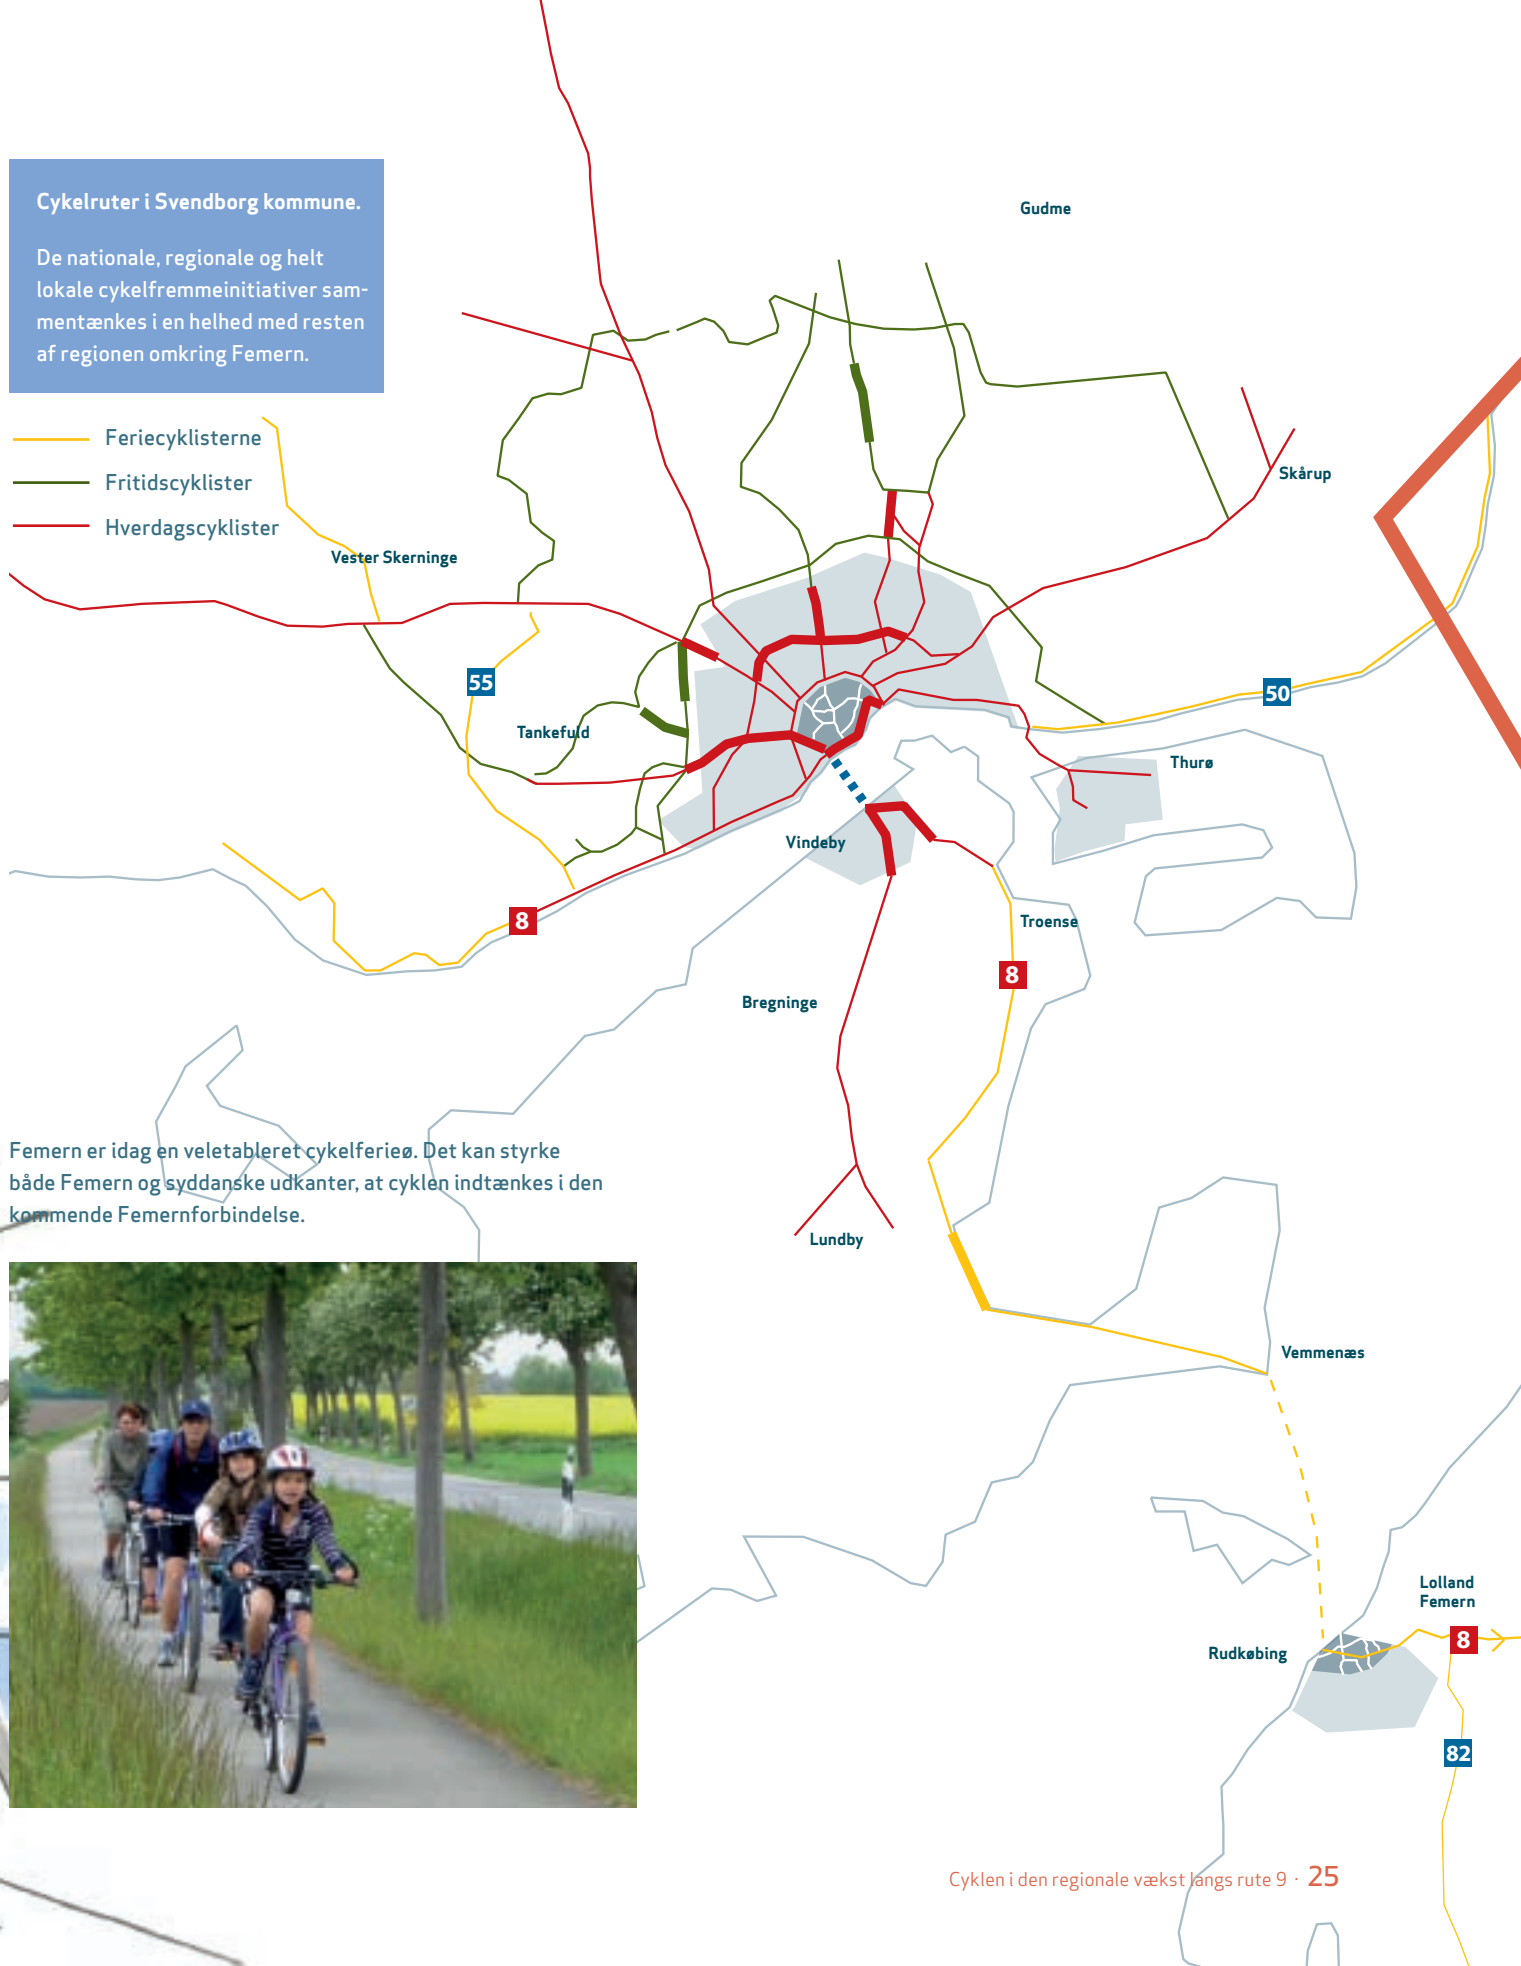 Cykelruter i Svendborg kommune.
De nationale, regionale og helt
lokale cykelfremmeinitiativer sam-
mentænkes i en helhed med resten
af regionen omkring Femern.
Feriecyklisterne
Fritidscyklister
Hverdagscyklister
Gudme
Skårup
Vester Skerninge
55
50
Tankefuld
Thurø
Vindeby
8
Troense
8
Bregninge
Femern er idag en veletableret cykelferieø. Det kan styrke
både Femern og syddanske udkanter, at cyklen indtænkes i den
kommende Femernforbindelse.
Lundby
Vemmenæs
Lolland
Femern
8
Rudkøbing
82
Cyklen i den regionale vækst langs rute 9 · 25